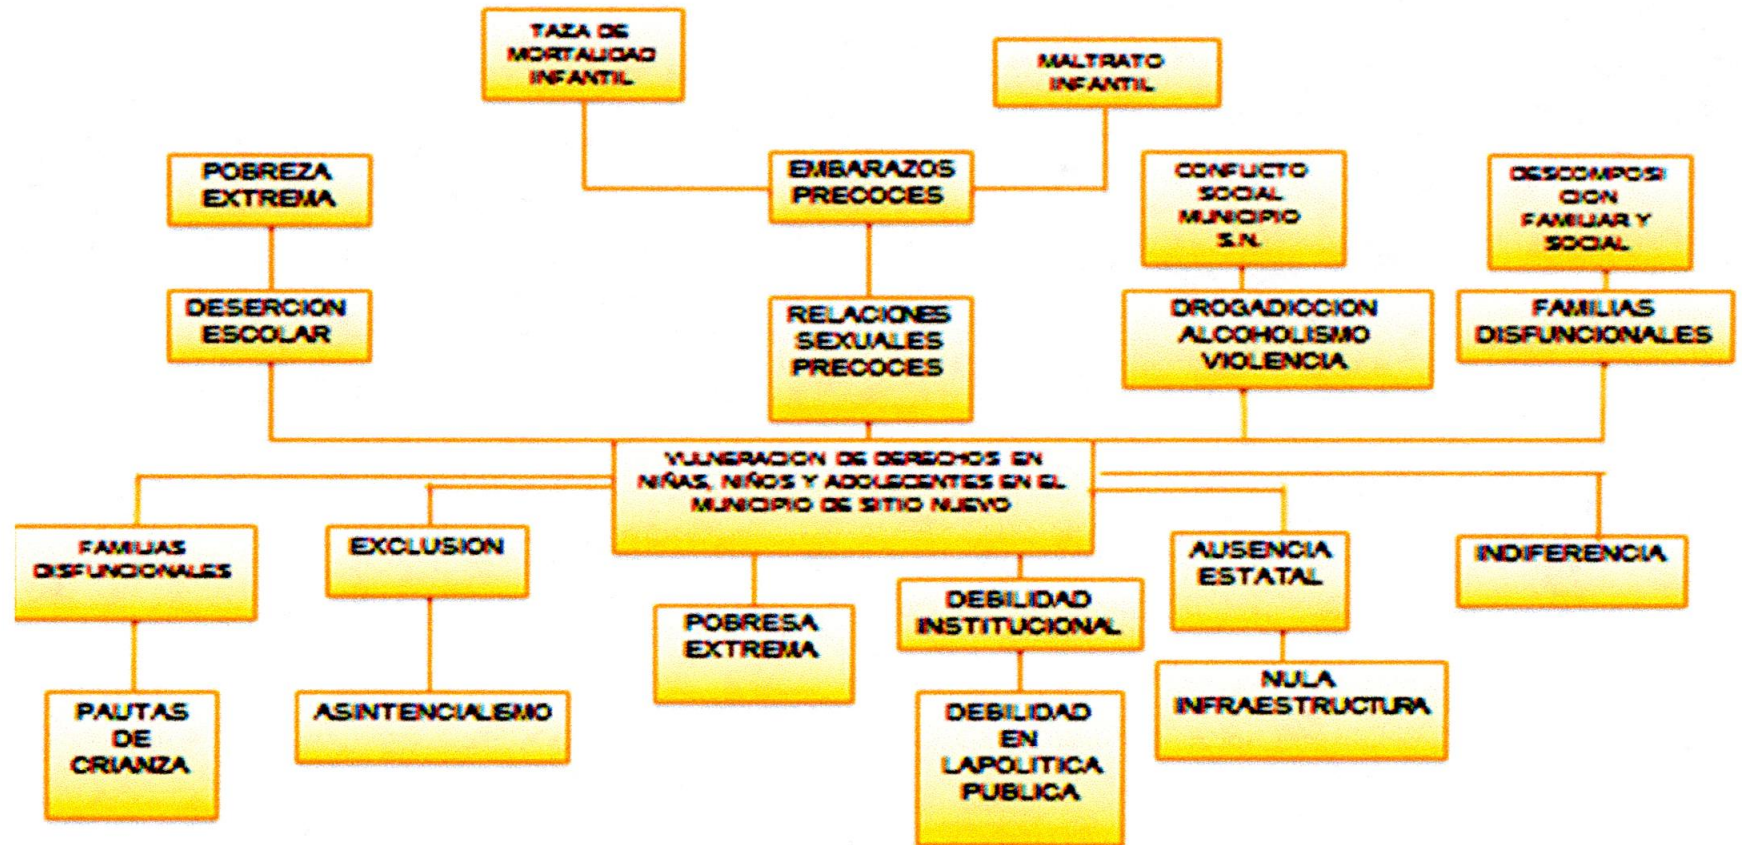 TAZA DE
MORTALIDAD
INFANTIL
MALTRATO
INFANTIL
POBREZA
EXTREMA
EMBARAZOS
PRECOCES
CONFLICTO
SOCIAL
MUNICIPIO
S.N.
DESCOMPOSI
CION
FAMILIAR Y
SOCIAL
DESERCION
ESCOLAR
RELACIONES
SEXUALES
PRECOCES
DROGADICCION
ALCOHOLISMO
VIOLENCIA
FAMILIAS
DISFUNCIONALES
VULNERACION DE DERECHOS EN
NIÑAS, NIÑOS Y ADOLECENTES EN EL
MUNICIPIO DE SITIO NUEVO
FAMILIAS
DISFUNCIONALES
EXCLUSION
POBRESA
EXTREMA
DEBILIDAD
INSTITUCIONAL
AUSENCIA
ESTATAL
INDIFERENCIA
PAUTAS
DE
CRIANZA
ASINTENCIALISMO
DEBILIDAD
EN
LAPOLITICA
PUBLICA
NULA
INFRAESTRUCTURA